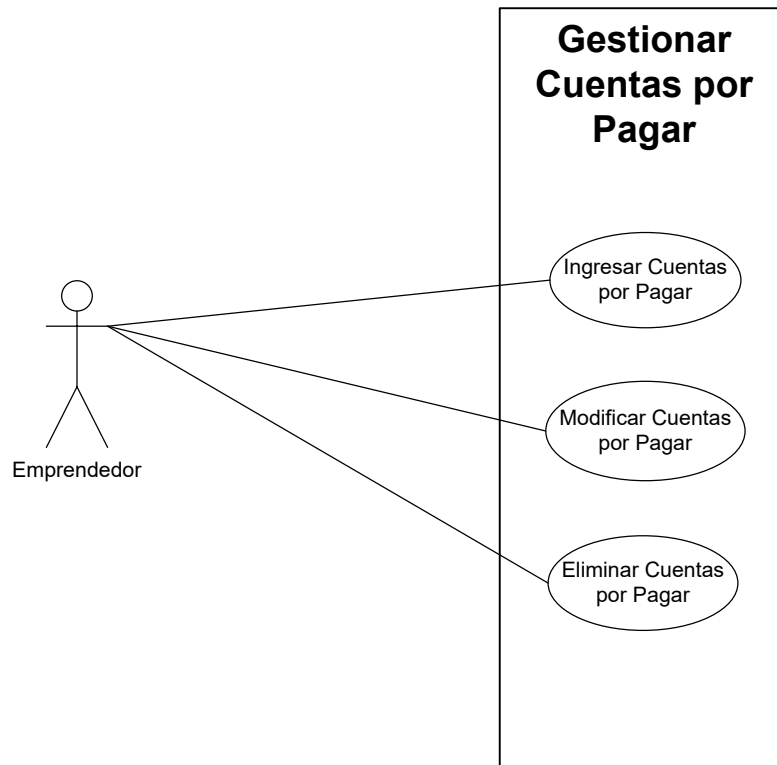 Gestionar
Cuentas por
Pagar
Ingresar Cuentas
por Pagar
Modificar Cuentas
por Pagar
Emprendedor
Eliminar Cuentas
por Pagar